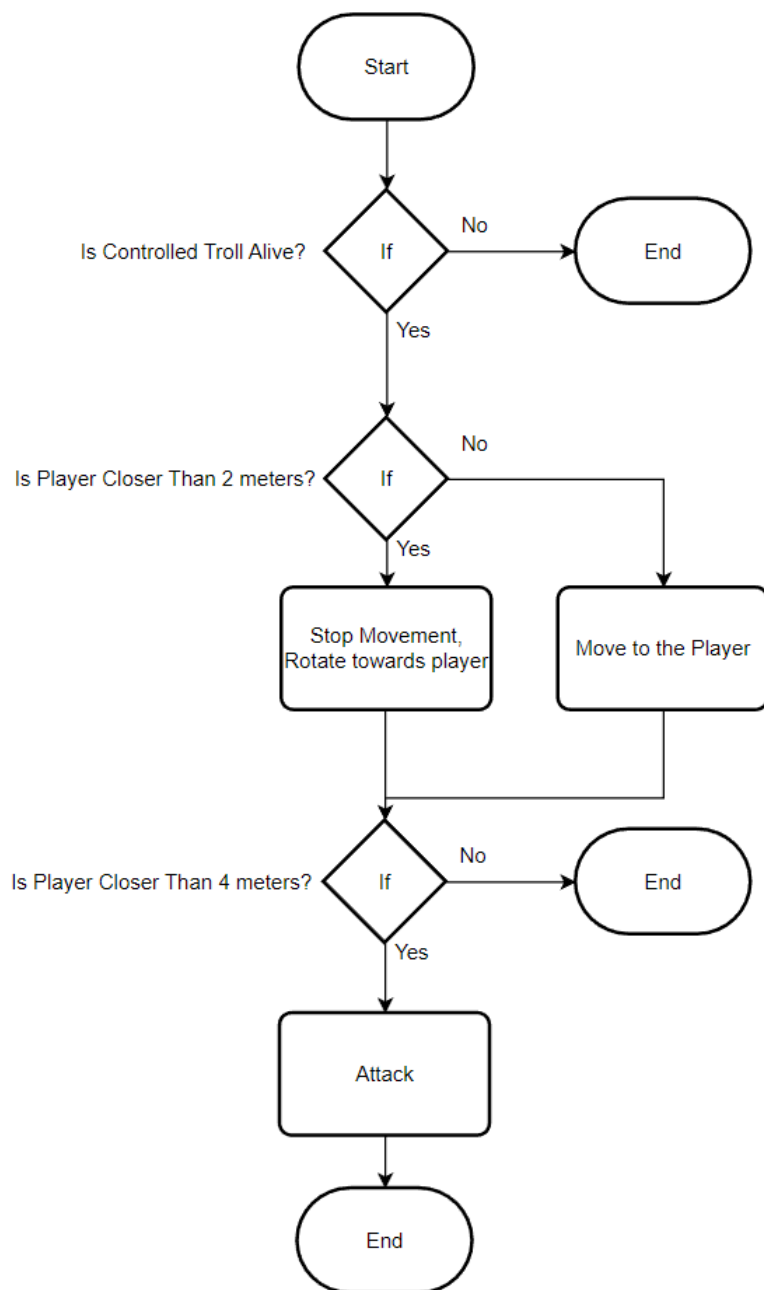 Start
Is Controlled Troll Alive?
If
No
End
Yes
Is Player Closer Than 2 meters?
If
No
Yes
Stop Movement,
Rotate towards player
Move to the Player
Is Player Closer Than 4 meters?
If
No
End
Yes
Attack
End